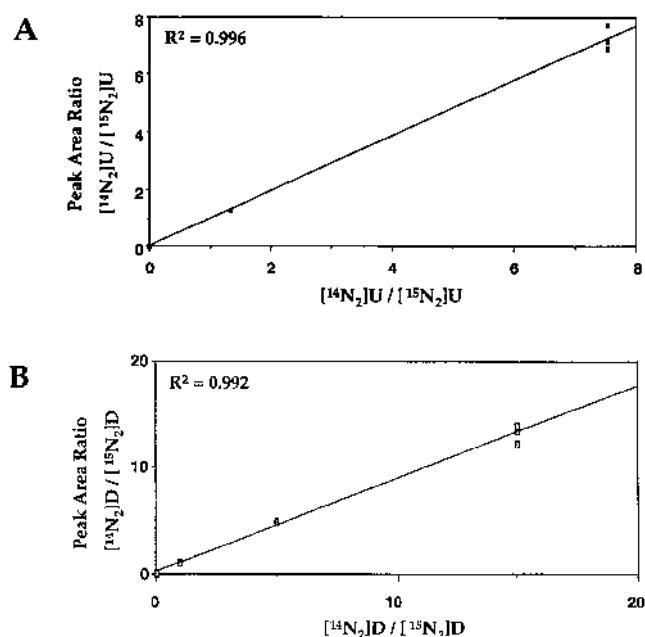 A
R² = 0.996
Peak Area Ratio
[¹⁴N₂]U / [¹⁵N₂]U
8
6
4
2
0
0 2 4 6 8
[¹⁴N₂]U / [¹⁵N₂]U
B
R² = 0.992
Peak Area Ratio
[¹⁴N₂]D / [¹⁵N₂]D
20
10
0
0 10 20
[¹⁴N₂]D / [¹⁵N₂]D